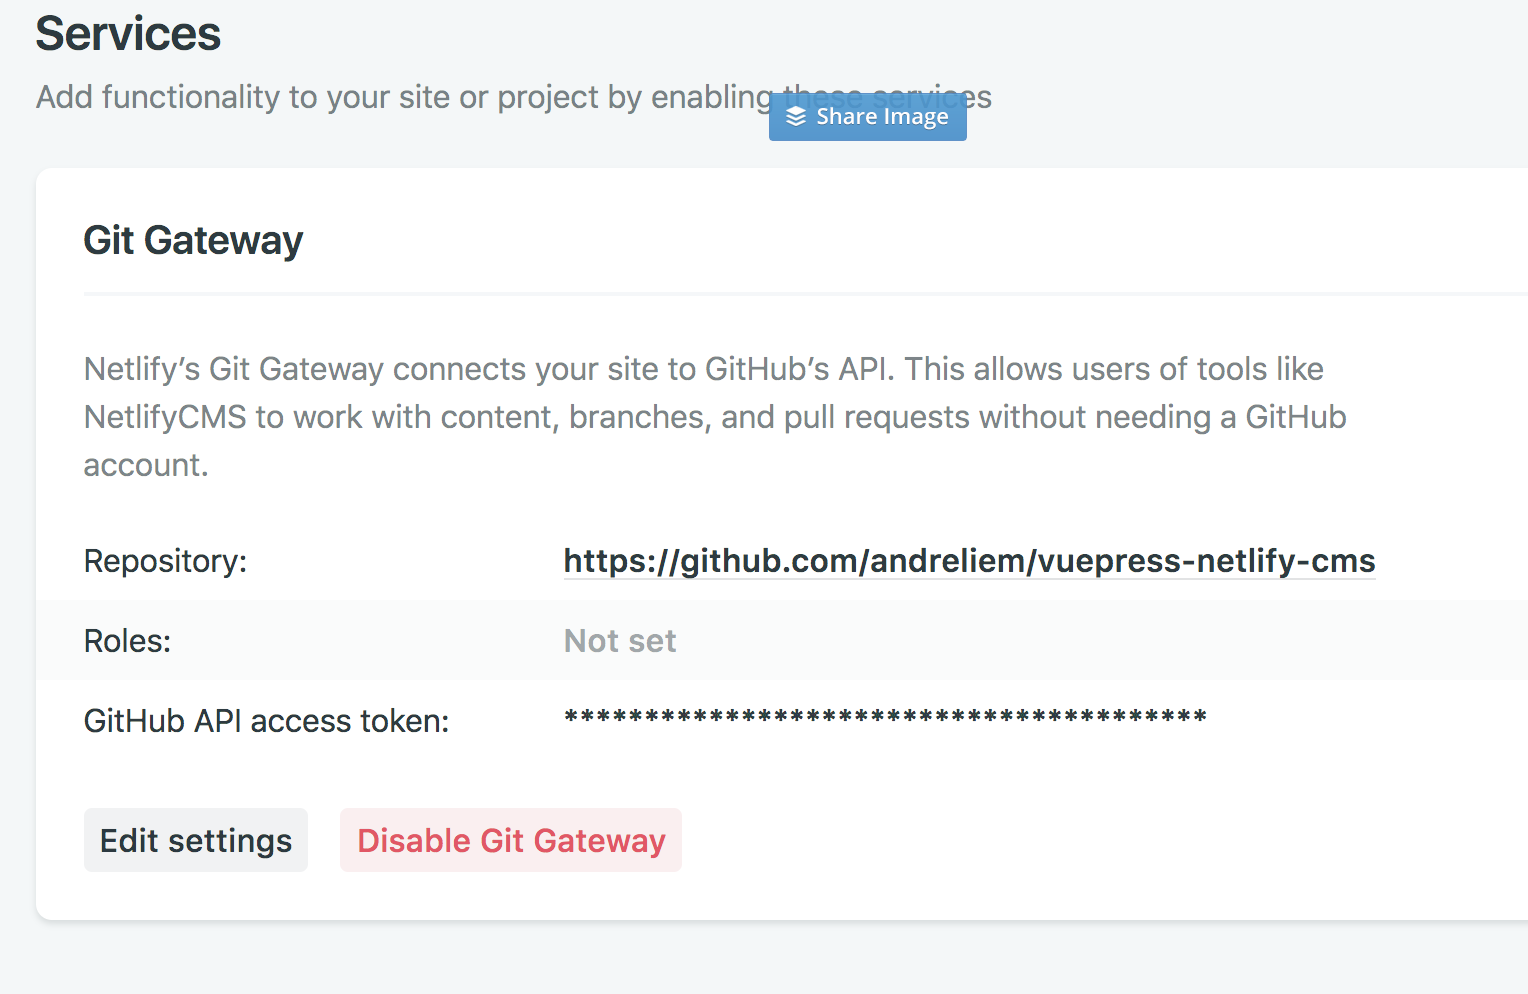 Services
Add functionality to your site or project by enabling these services
Share Image
Git Gateway
Netlify’s Git Gateway connects your site to GitHub’s API. This allows users of tools like
NetlifyCMS to work with content, branches, and pull requests without needing a GitHub
account.
Repository: https://github.com/andreliem/vuepress-netlify-cms
Roles: Not set
GitHub API access token: ****************************************
Edit settings Disable Git Gateway